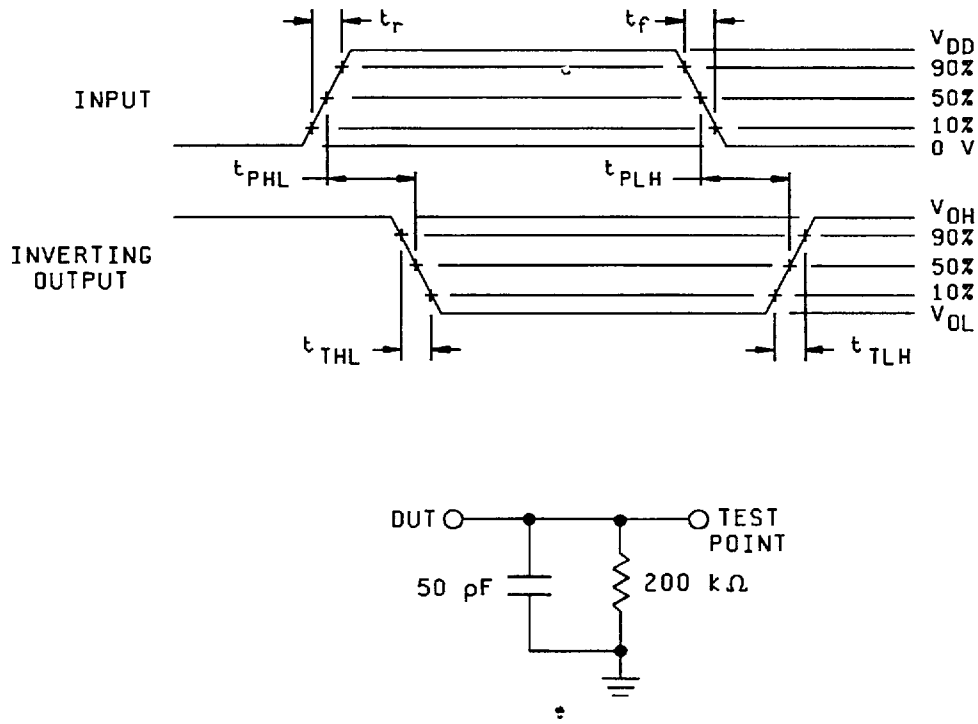 t_r
t_f
V_DD
90%
INPUT
50%
10%
0 V
t_PHL
t_PLH
V_OH
90%
INVERTING
OUTPUT
50%
10%
V_OL
t_THL
t_TLH
DUT
TEST
POINT
50 pF
200 kΩ